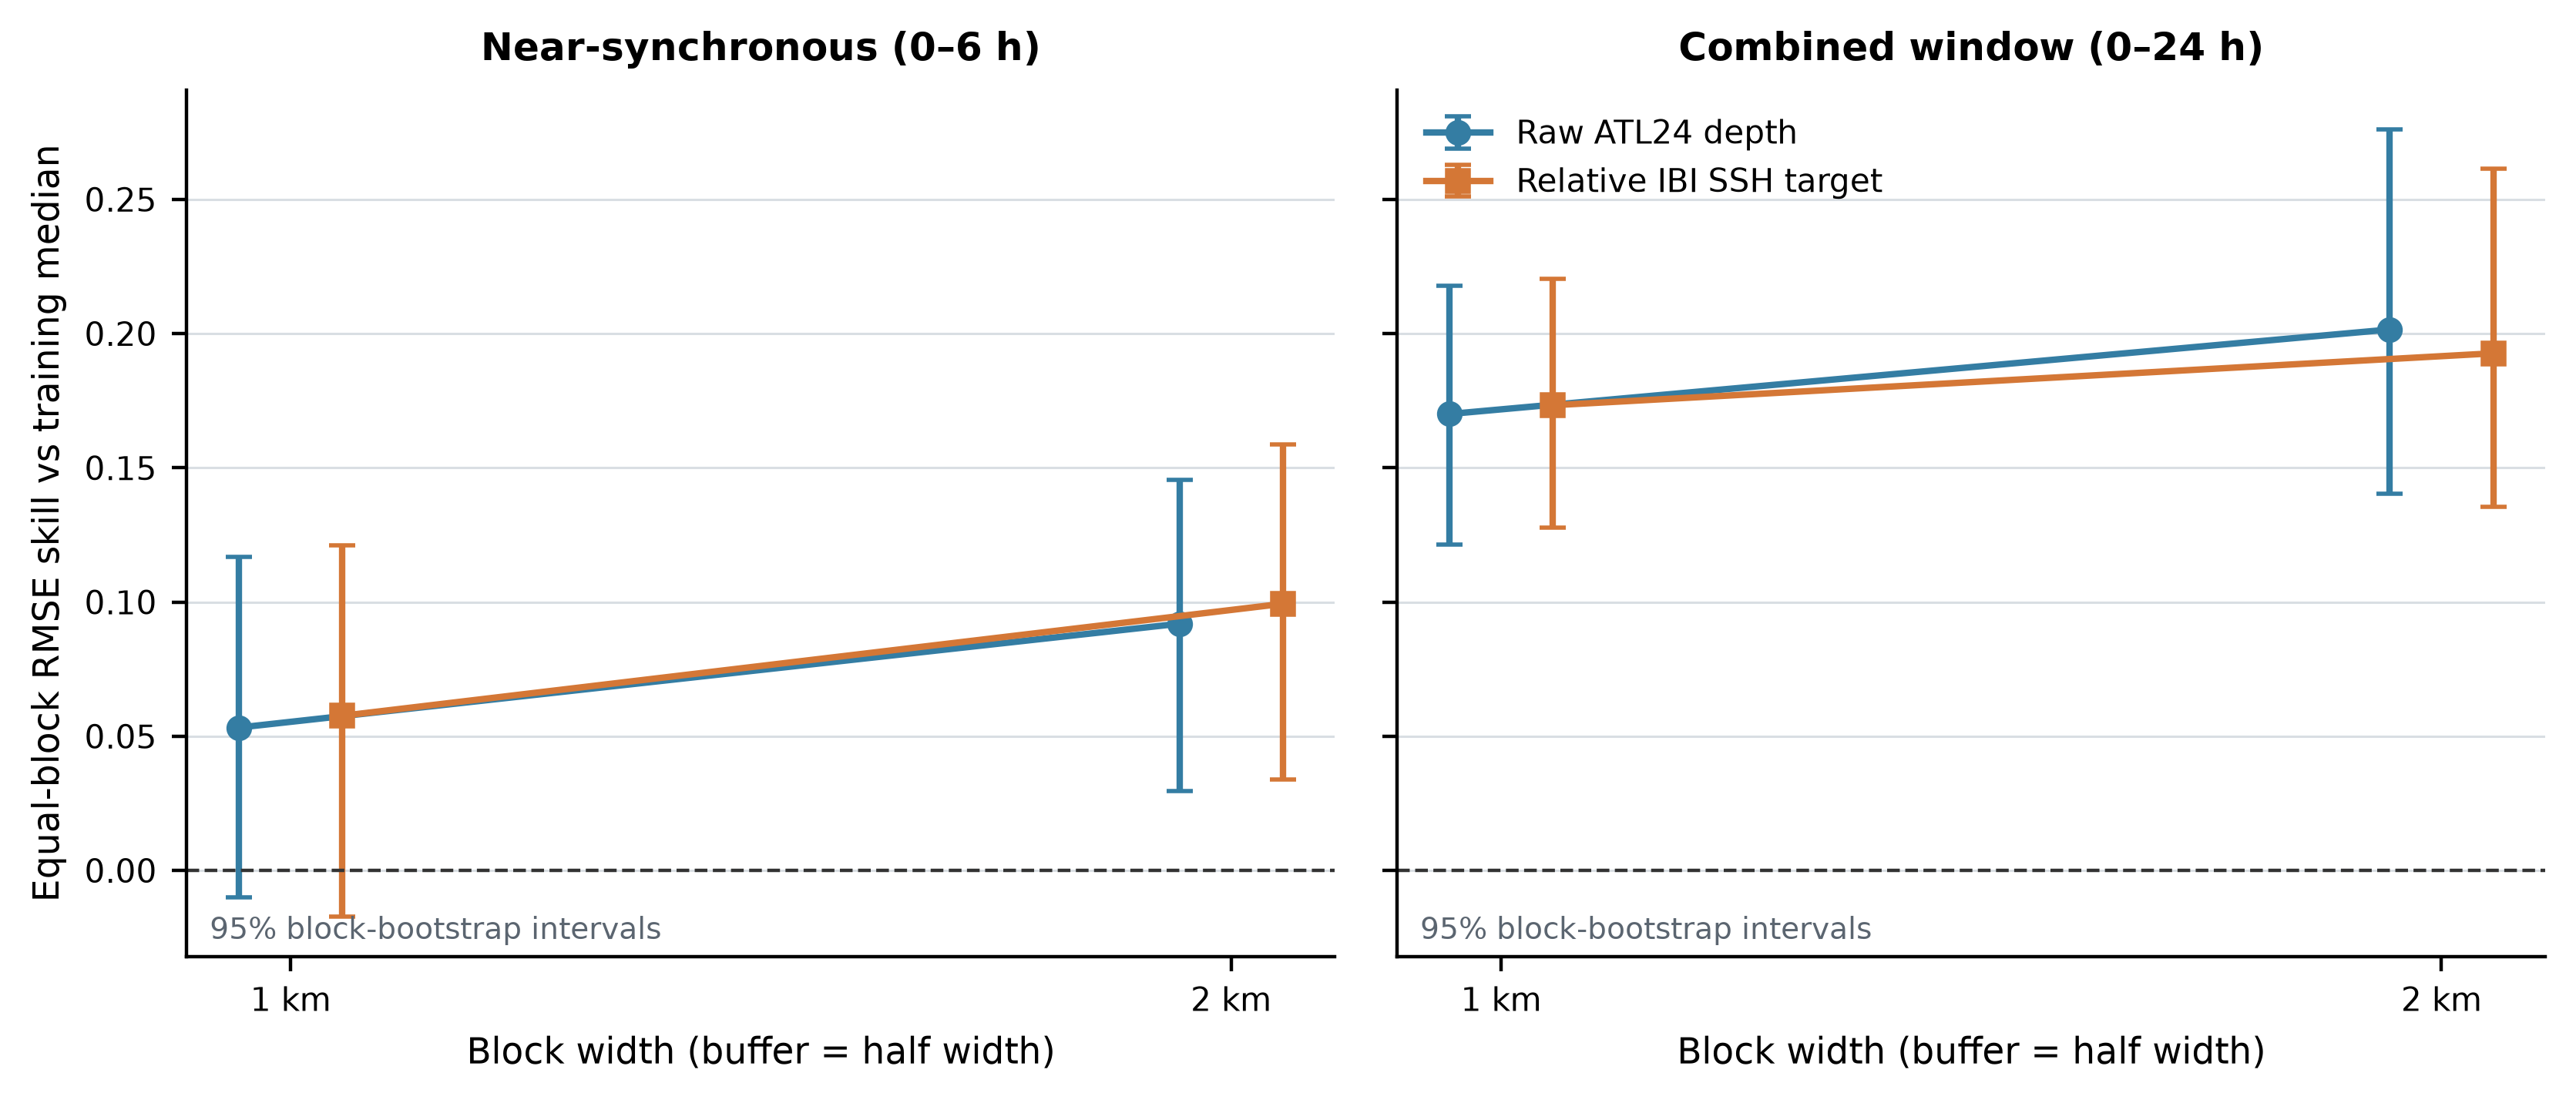 Near-synchronous (0–6 h)
Combined window (0–24 h)
Equal-block RMSE skill vs training median
0.25
0.20
0.15
0.10
0.05
0.00
Raw ATL24 depth
Relative IBI SSH target
95% block-bootstrap intervals
95% block-bootstrap intervals
1 km
2 km
1 km
2 km
Block width (buffer = half width)
Block width (buffer = half width)